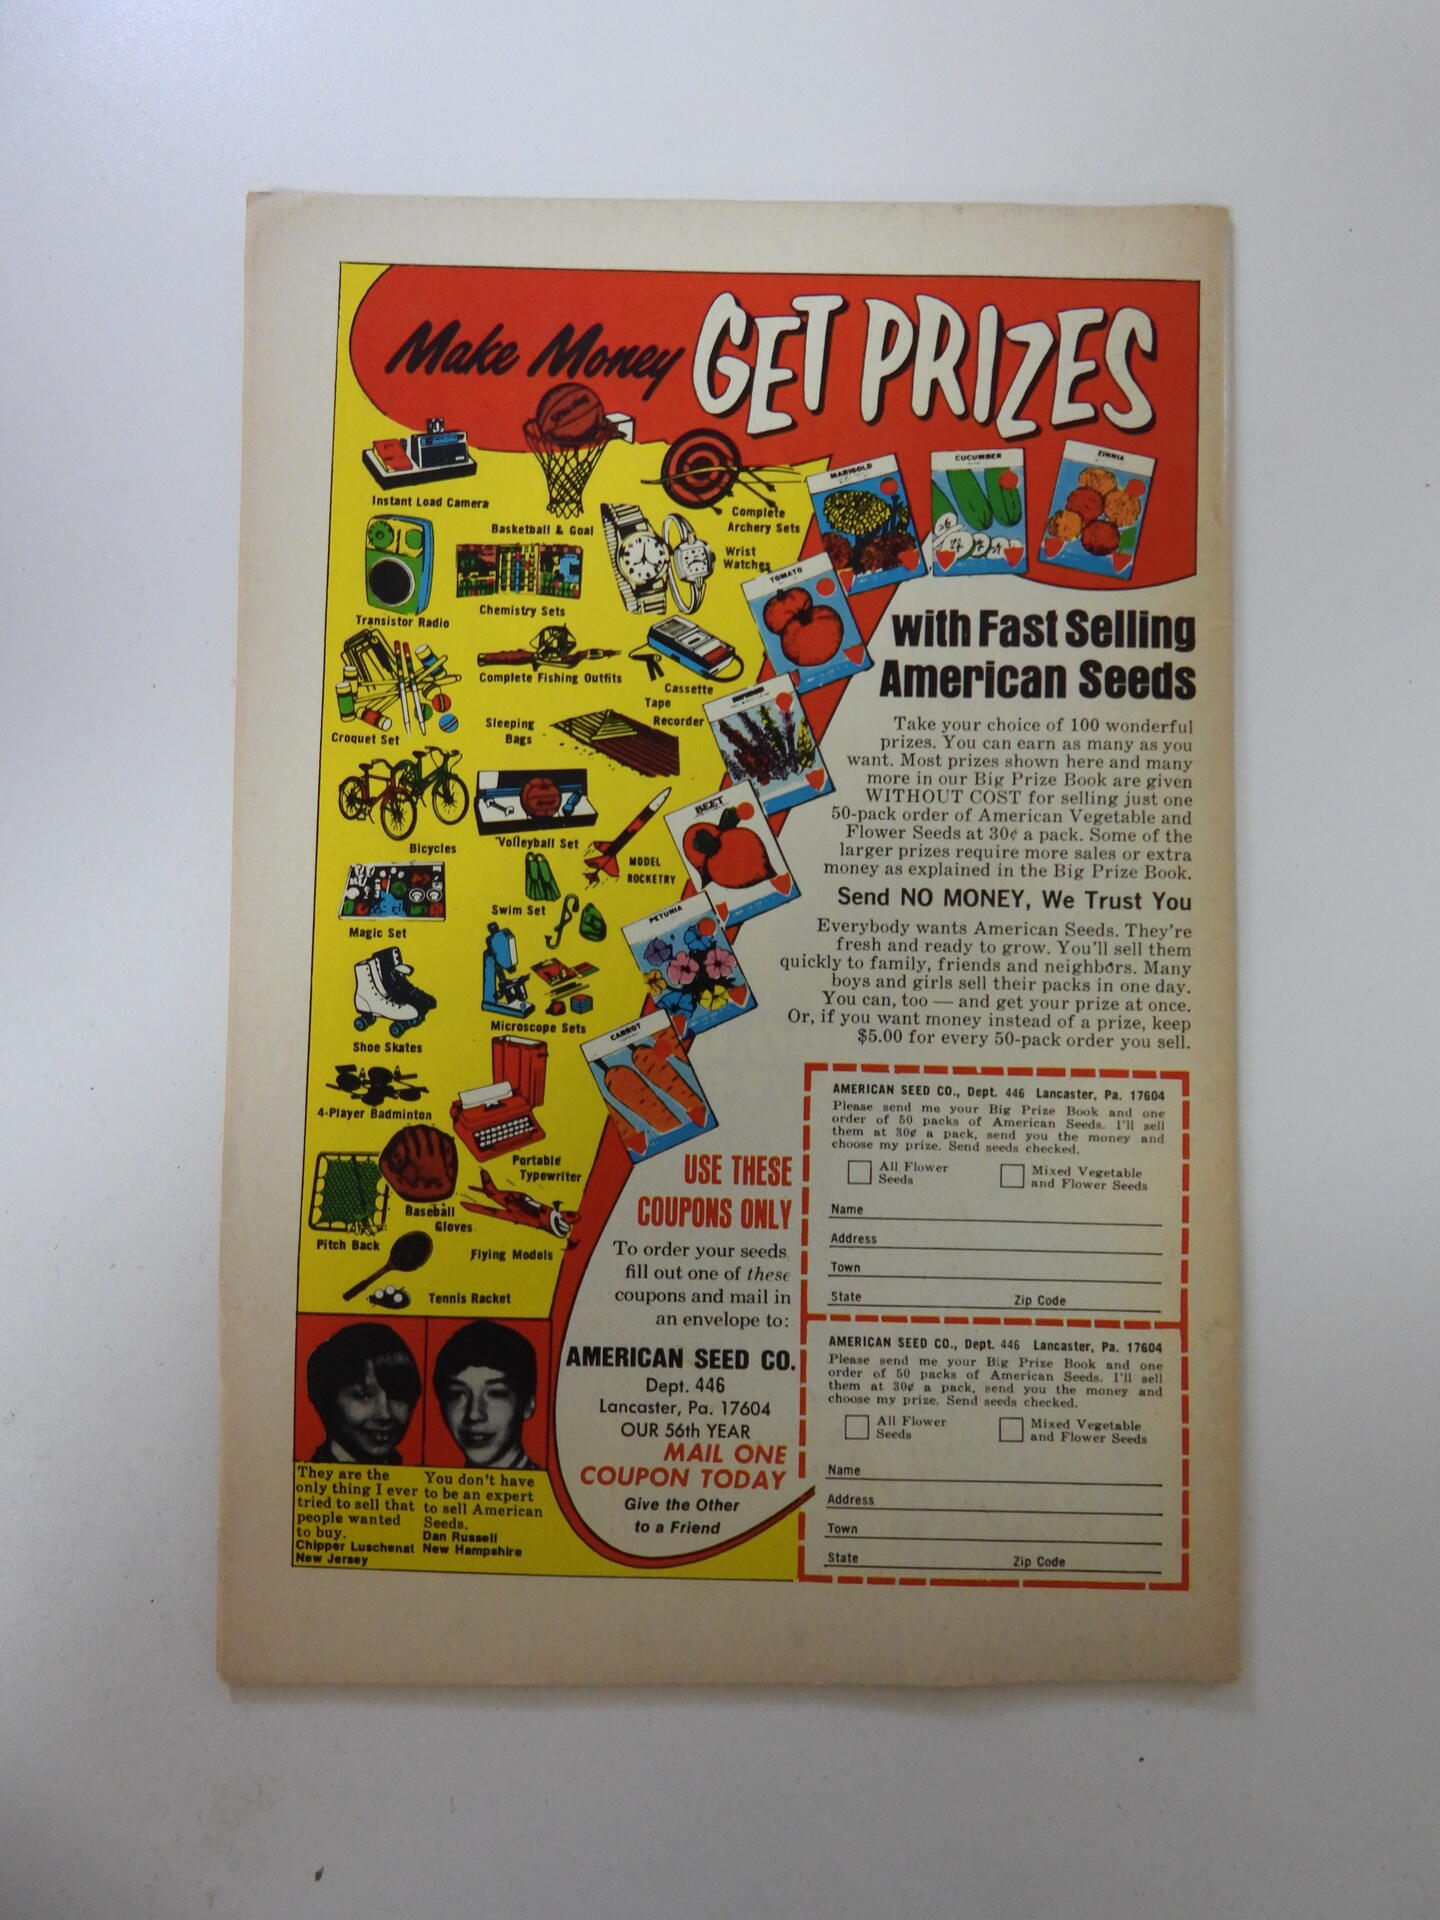 Make Money GET PRIZES
Instant Load Camera
Basketball & Goal
Complete
Archery Sets
Wrist
Watches
Transistor Radio
Chemistry Sets
Complete Fishing Outfits
Cassette
Tape
Recorder
Croquet Set
Sleeping
Bags
Bicycles
Volleyball Set
MODEL
ROCKETRY
Magic Set
Swim Set
Shoe Skates
Microscope Sets
4-Player Badminton
Portable
Typewriter
Baseball
Gloves
Pitch Back
Flying Models
Tennis Racket
MARIGOLD
CUCUMBER
ZINNIA
TOMATO
BEET
PETUNIA
CARROT
with Fast Selling
American Seeds
Take your choice of 100 wonderful
prizes. You can earn as many as you
want. Most prizes shown here and many
more in our Big Prize Book are given
WITHOUT COST for selling just one
50-pack order of American Vegetable and
Flower Seeds at 30¢ a pack. Some of the
larger prizes require more sales or extra
money as explained in the Big Prize Book.
Send NO MONEY, We Trust You
Everybody wants American Seeds. They're
fresh and ready to grow. You'll sell them
quickly to family, friends and neighbors. Many
boys and girls sell their packs in one day.
You can, too — and get your prize at once.
Or, if you want money instead of a prize, keep
$5.00 for every 50-pack order you sell.
USE THESE
COUPONS ONLY
To order your seeds
fill out one of these
coupons and mail in
an envelope to:
AMERICAN SEED CO.
Dept. 446
Lancaster, Pa. 17604
OUR 56th YEAR
MAIL ONE
COUPON TODAY
Give the Other
to a Friend
They are the
only thing I ever
tried to sell that
people wanted
to buy.
Chipper Luschenat
New Jersey
You don't have
to be an expert
to sell American
Seeds.
Dan Russell
New Hampshire
AMERICAN SEED CO., Dept. 446 Lancaster, Pa. 17604
Please send me your Big Prize Book and one
order of 50 packs of American Seeds. I'll sell
them at 30¢ a pack, send you the money and
choose my prize. Send seeds checked.
All Flower
Seeds
Mixed Vegetable
and Flower Seeds
Name
Address
Town
State Zip Code
AMERICAN SEED CO., Dept. 446 Lancaster, Pa. 17604
Please send me your Big Prize Book and one
order of 50 packs of American Seeds. I'll sell
them at 30¢ a pack, send you the money and
choose my prize. Send seeds checked.
All Flower
Seeds
Mixed Vegetable
and Flower Seeds
Name
Address
Town
State Zip Code